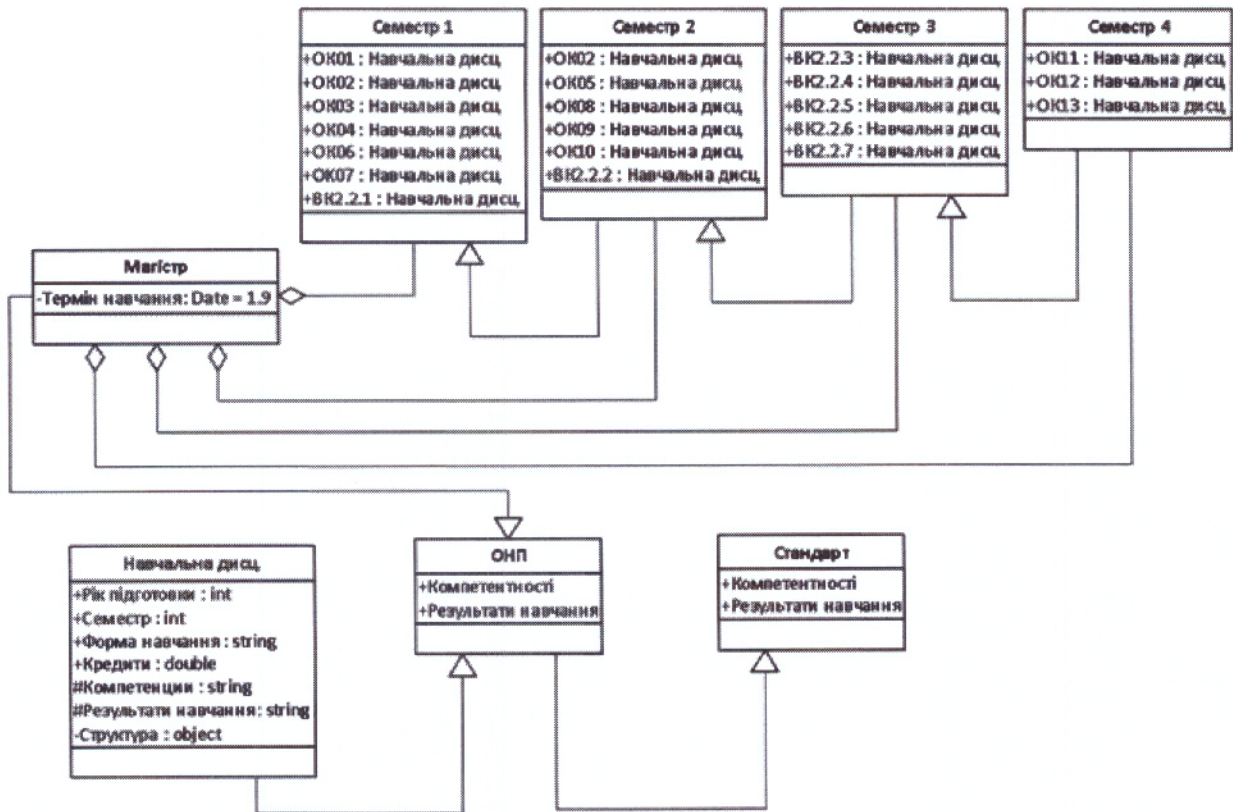 Семестр 1
+ОК01 : Навчальна дисц
+ОК02 : Навчальна дисц
+ОК03 : Навчальна дисц
+ОК04 : Навчальна дисц
+ОК06 : Навчальна дисц
+ОК07 : Навчальна дисц
+ВК2.2.1 : Навчальна дисц
Семестр 2
+ОК02 : Навчальна дисц
+ОК05 : Навчальна дисц
+ОК08 : Навчальна дисц
+ОК09 : Навчальна дисц
+ОК10 : Навчальна дисц
+ВК2.2.2 : Навчальна дисц
Семестр 3
+ВК2.2.3 : Навчальна дисц
+ВК2.2.4 : Навчальна дисц
+ВК2.2.5 : Навчальна дисц
+ВК2.2.6 : Навчальна дисц
+ВК2.2.7 : Навчальна дисц
Семестр 4
+ОК11 : Навчальна дисц
+ОК12 : Навчальна дисц
+ОК13 : Навчальна дисц
Магістр
-Термін навчання: Date = 1.9
Навчальна дисц
+Рік підготовки : int
+Семестр : int
+Форма навчання : string
+Кредити : double
#Компетенции : string
#Результати навчання: string
-Структура : object
ОНП
+Компетентності
+Результати навчання
Стандарт
+Компетентності
+Результати навчання